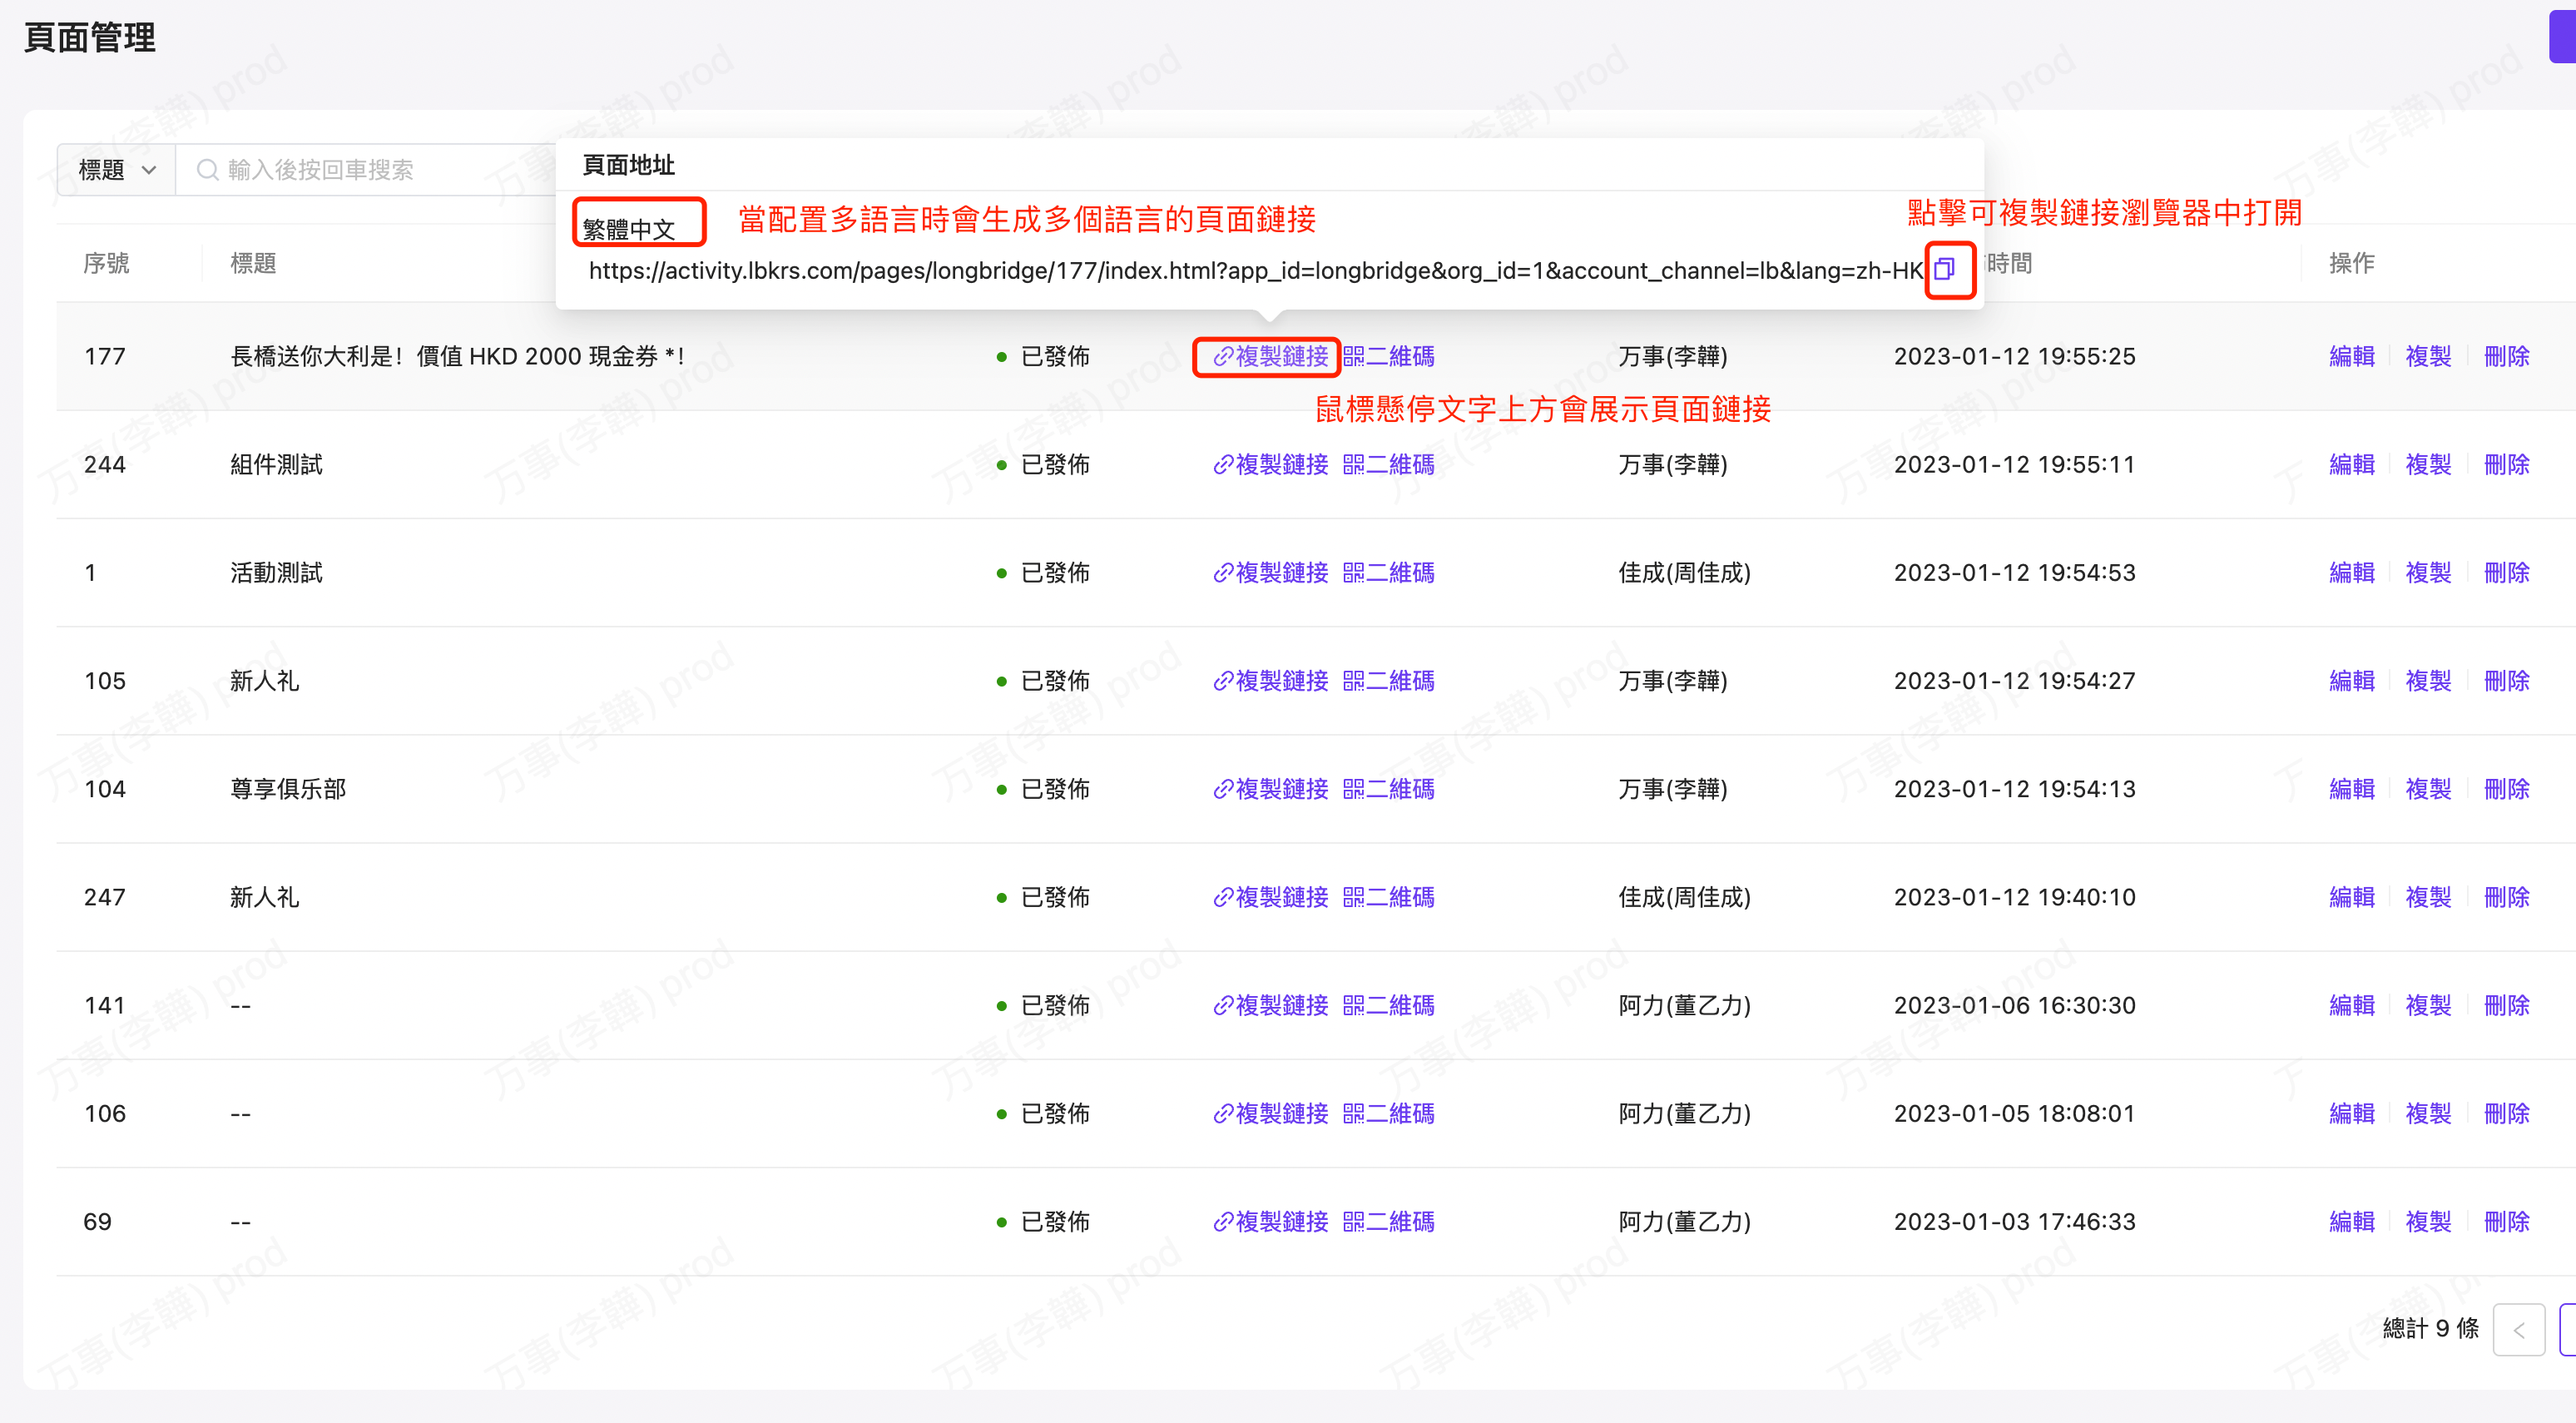 頁面管理
標題 輸入後按回車搜索
頁面地址
繁體中文 當配置多語言時會生成多個語言的頁面鏈接 點擊可複製鏈接瀏覽器中打開
https://activity.lbkrs.com/pages/longbridge/177/index.html?app_id=longbridge&org_id=1&account_channel=lb&lang=zh-HK
序號 標題 時間 操作
177 長橋送你大利是！價值 HKD 2000 現金券 *！ 已發佈 複製鏈接 二維碼 万事(李韡) 2023-01-12 19:55:25 編輯 複製 刪除
鼠標懸停文字上方會展示頁面鏈接
244 組件測試 已發佈 複製鏈接 二維碼 万事(李韡) 2023-01-12 19:55:11 編輯 複製 刪除
1 活動測試 已發佈 複製鏈接 二維碼 佳成(周佳成) 2023-01-12 19:54:53 編輯 複製 刪除
105 新人礼 已發佈 複製鏈接 二維碼 万事(李韡) 2023-01-12 19:54:27 編輯 複製 刪除
104 尊享俱乐部 已發佈 複製鏈接 二維碼 万事(李韡) 2023-01-12 19:54:13 編輯 複製 刪除
247 新人礼 已發佈 複製鏈接 二維碼 佳成(周佳成) 2023-01-12 19:40:10 編輯 複製 刪除
141 -- 已發佈 複製鏈接 二維碼 阿力(董乙力) 2023-01-06 16:30:30 編輯 複製 刪除
106 -- 已發佈 複製鏈接 二維碼 阿力(董乙力) 2023-01-05 18:08:01 編輯 複製 刪除
69 -- 已發佈 複製鏈接 二維碼 阿力(董乙力) 2023-01-03 17:46:33 編輯 複製 刪除
總計 9 條
万事(李韡) prod